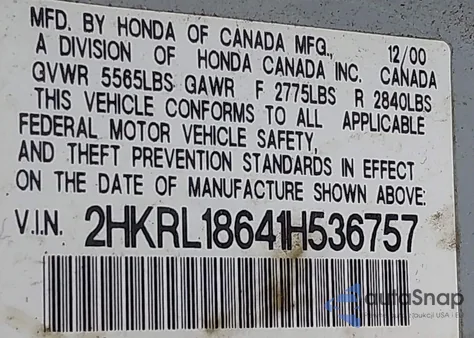 MFD. BY HONDA OF CANADA MFG., 12/00
A DIVISION OF HONDA CANADA INC. CANADA
GVWR 5565LBS GAWR F 2775LBS R 2840LBS
THIS VEHICLE CONFORMS TO ALL APPLICABLE
FEDERAL MOTOR VEHICLE SAFETY,
AND THEFT PREVENTION STANDARDS IN EFFECT
ON THE DATE OF MANUFACTURE SHOWN ABOVE:
V.I.N. 2HKRL18641H536757
autoSnap
USA i EU